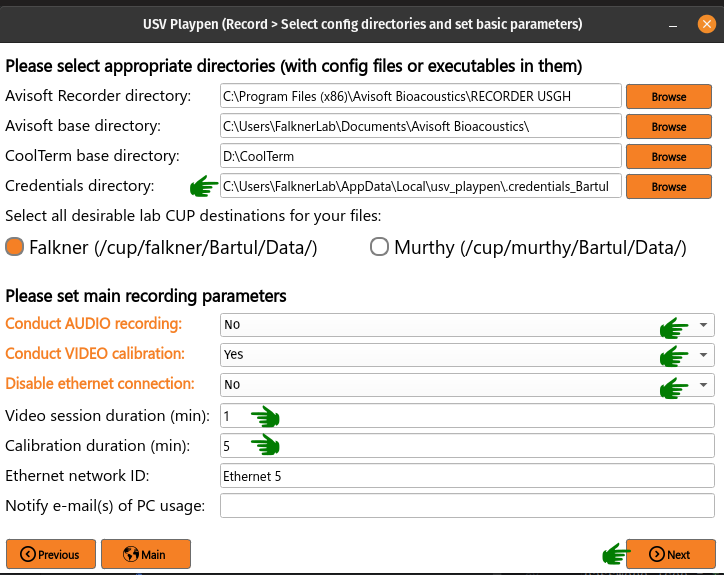 USV Playpen (Record > Select config directories and set basic parameters)
Please select appropriate directories (with config files or executables in them)
Avisoft Recorder directory: C:\Program Files (x86)\Avisoft Bioacoustics\RECORDER USGH Browse
Avisoft base directory: C:\Users\FalknerLab\Documents\Avisoft Bioacoustics\ Browse
CoolTerm base directory: D:\CoolTerm Browse
Credentials directory: C:\Users\FalknerLab\AppData\Local\usv_playpen\.credentials_Bartul Browse
Select all desirable lab CUP destinations for your files:
Falkner (/cup/falkner/Bartul/Data/) Murthy (/cup/murthy/Bartul/Data/)
Please set main recording parameters
Conduct AUDIO recording: No
Conduct VIDEO calibration: Yes
Disable ethernet connection: No
Video session duration (min): 1
Calibration duration (min): 5
Ethernet network ID: Ethernet 5
Notify e-mail(s) of PC usage:
Previous Main Next